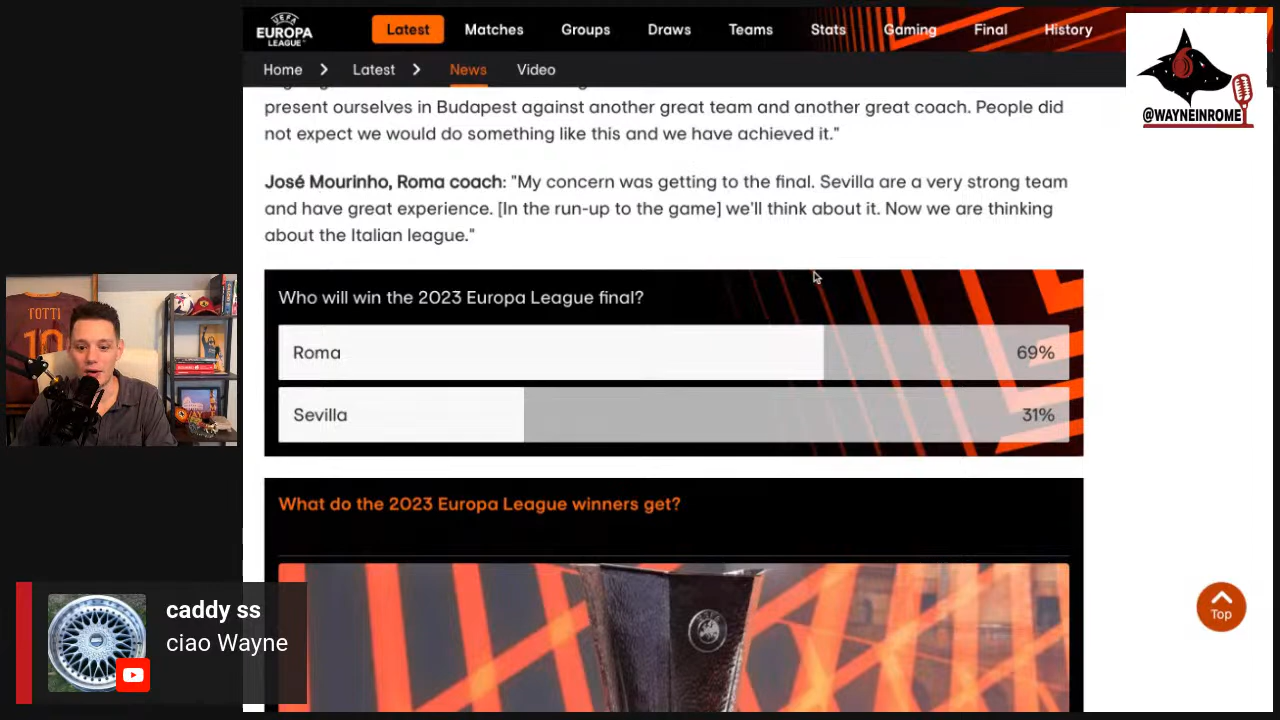 UEFA
EUROPA
LEAGUE
Latest
Matches
Groups
Draws
Teams
Stats
Gaming
Final
History
Home
Latest
News
Video
@WAYNEINROME
present ourselves in Budapest against another great team and another great coach. People did
not expect we would do something like this and we have achieved it."
José Mourinho, Roma coach: "My concern was getting to the final. Sevilla are a very strong team
and have great experience. [In the run-up to the game] we'll think about it. Now we are thinking
about the Italian league."
Who will win the 2023 Europa League final?
Roma 69%
Sevilla 31%
What do the 2023 Europa League winners get?
TOTTI
10
caddy ss
ciao Wayne
Top